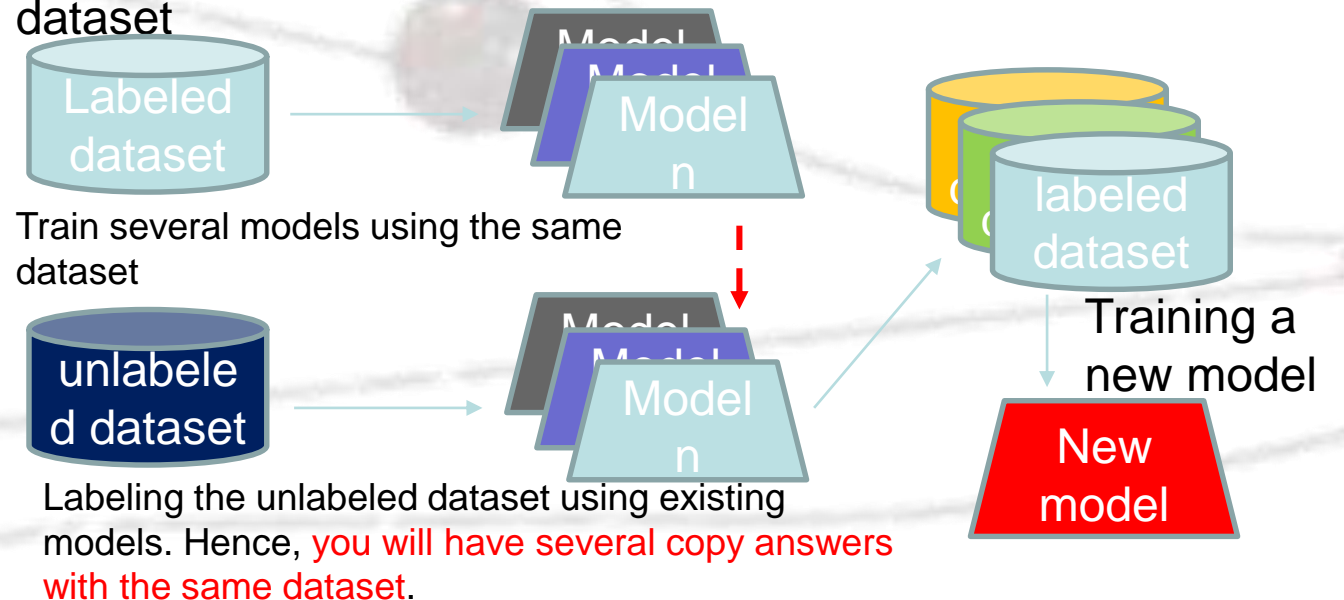 dataset
Labeled
dataset
Model
Model
Model
n
Train several models using the same
dataset
unlabele
d dataset
Model
Model
Model
n
Labeling the unlabeled dataset using existing
models. Hence, you will have several copy answers
with the same dataset.
labeled
dataset
Training a
new model
New
model